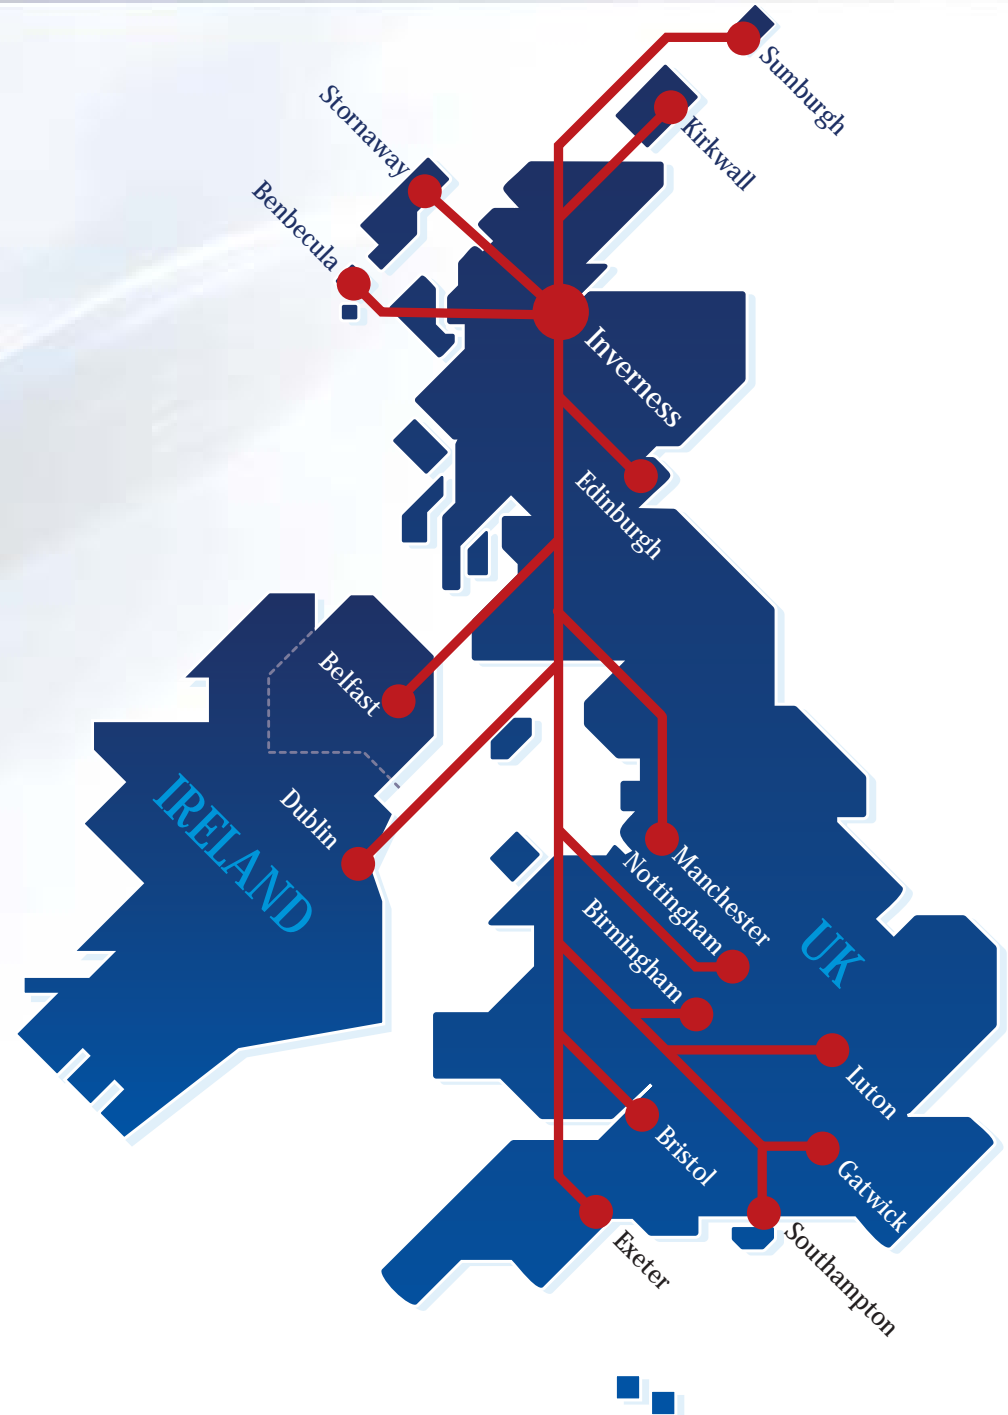 Sumburgh
Kirkwall
Stornaway
Benbecula
Inverness
Edinburgh
Belfast
Dublin
IRELAND
Manchester
Nottingham
Birmingham
UK
Luton
Bristol
Gatwick
Exeter
Southampton